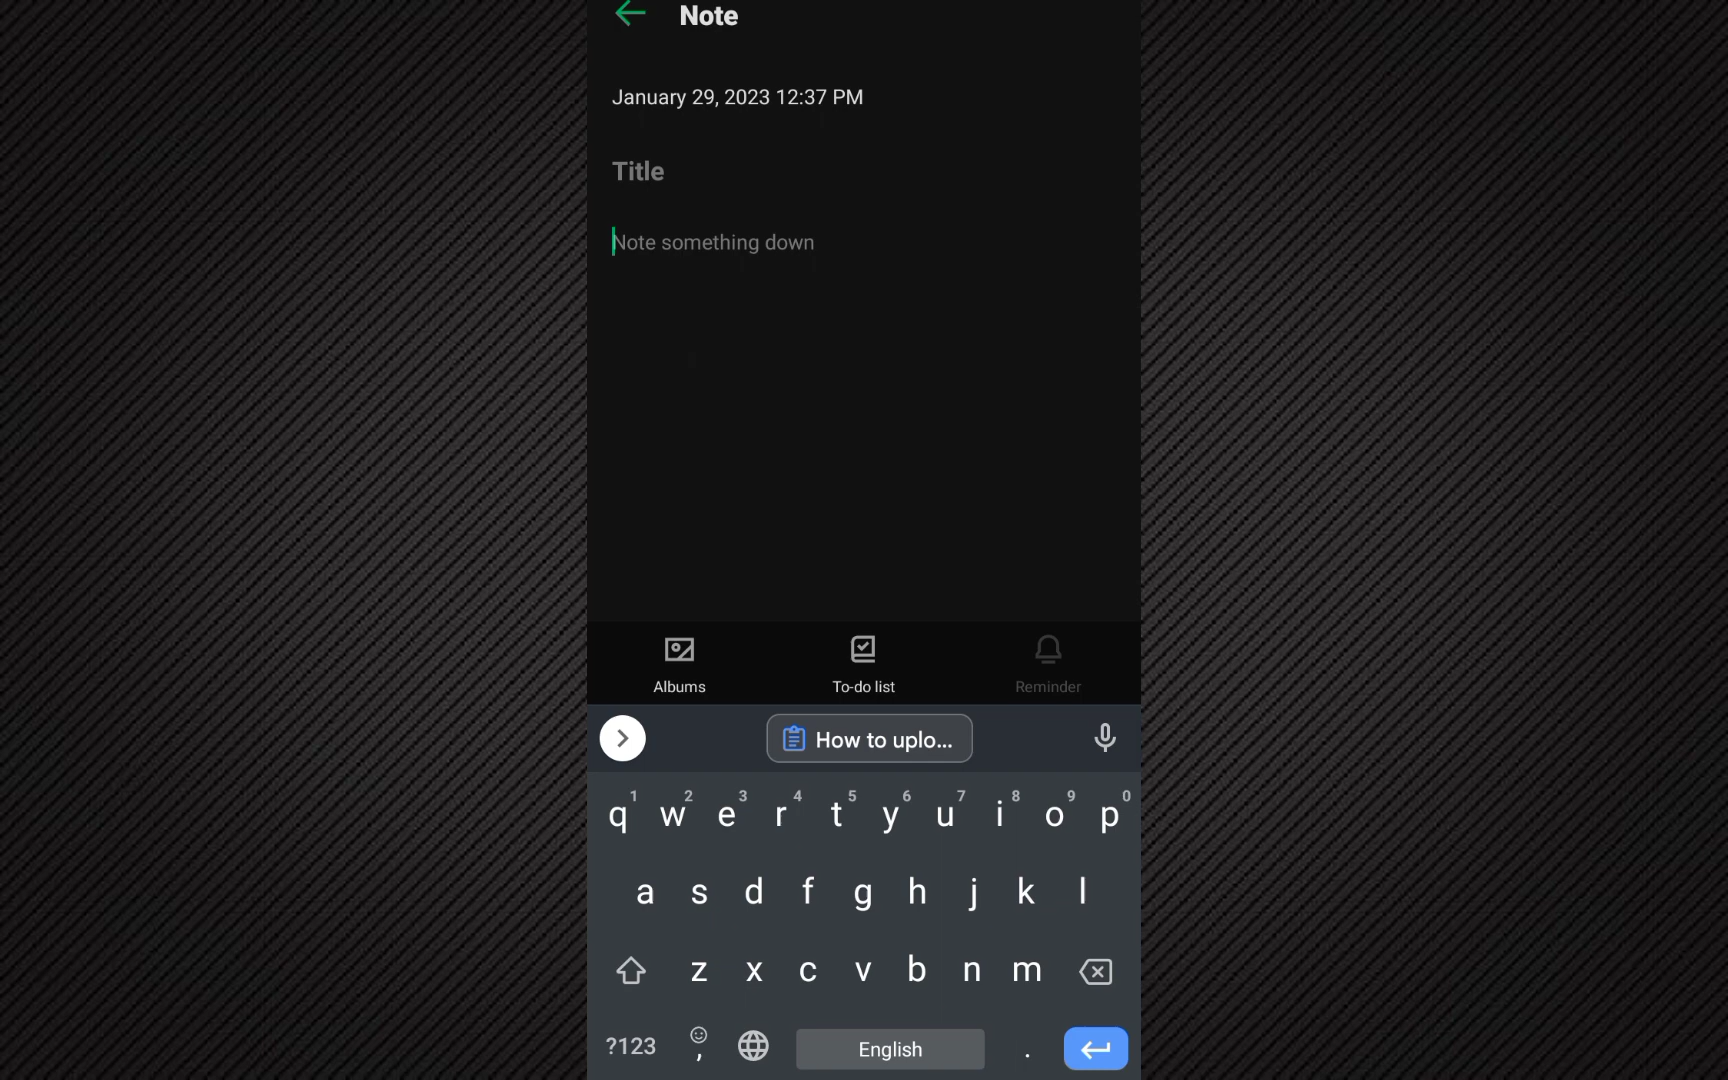 Note
January 29, 2023 12:37 PM
Title
Note something down
Albums To-do list Reminder
How to uplo...
1 2 3 4 5 6 7 8 9 0
q w e r t y u i o p
a s d f g h j k l
z x c v b n m
?123 , English .